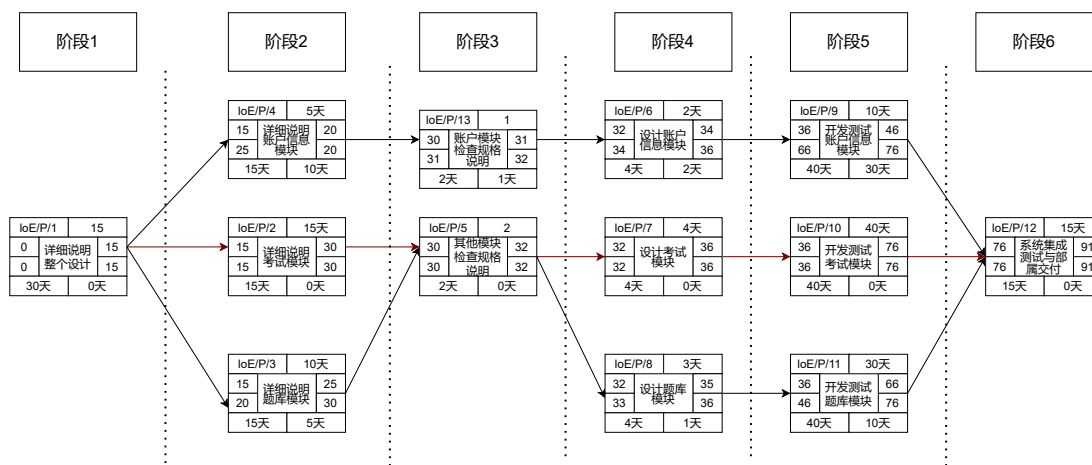 阶段1
阶段2
阶段3
阶段4
阶段5
阶段6
IoE/P/1 15
0 详细说明 15
0 整个设计 15
30天 0天
IoE/P/4 5天
15 详细说明 20
账户信息
25 模块 20
15天 10天
IoE/P/2 15天
15 详细说明 30
15 考试模块 30
15天 0天
IoE/P/3 10天
15 详细说明 25
20 题库模块 30
15天 5天
IoE/P/13 1
30 账户模块 31
检查规格
31 说明 32
2天 1天
IoE/P/5 2
30 其他模块 32
检查规格
30 说明 32
2天 0天
IoE/P/6 2天
32 设计账户 34
34 信息模块 36
4天 2天
IoE/P/7 4天
32 设计考试 36
32 模块 36
4天 0天
IoE/P/8 3天
32 设计题库 35
33 模块 36
4天 1天
IoE/P/9 10天
36 开发测试 46
账户信息
66 模块 76
40天 30天
IoE/P/10 40天
36 开发测试 76
36 考试模块 76
40天 0天
IoE/P/11 30天
36 开发测试 66
46 题库模块 76
40天 10天
IoE/P/12 15天
76 系统集成 91
测试与部
76 属交付 91
15天 0天